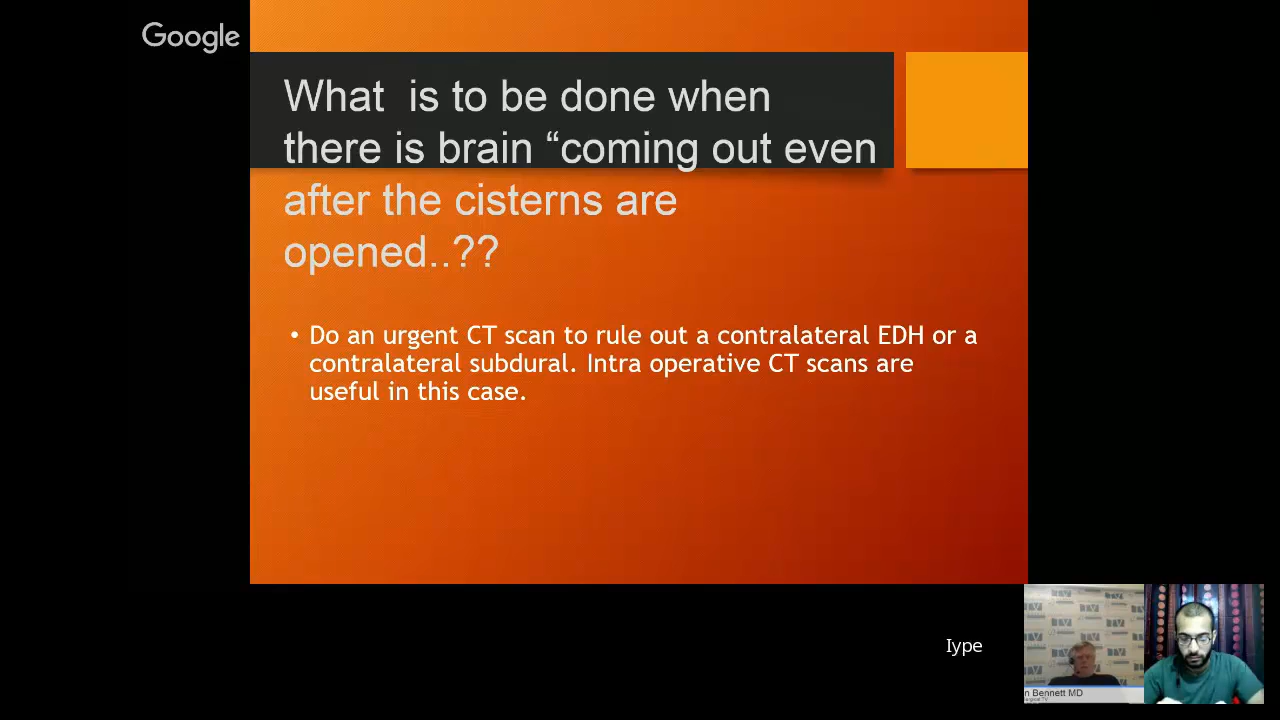 Google
What is to be done when
there is brain “coming out even
after the cisterns are
opened..??
• Do an urgent CT scan to rule out a contralateral EDH or a
contralateral subdural. Intra operative CT scans are
useful in this case.
Iype
n Bennett MD